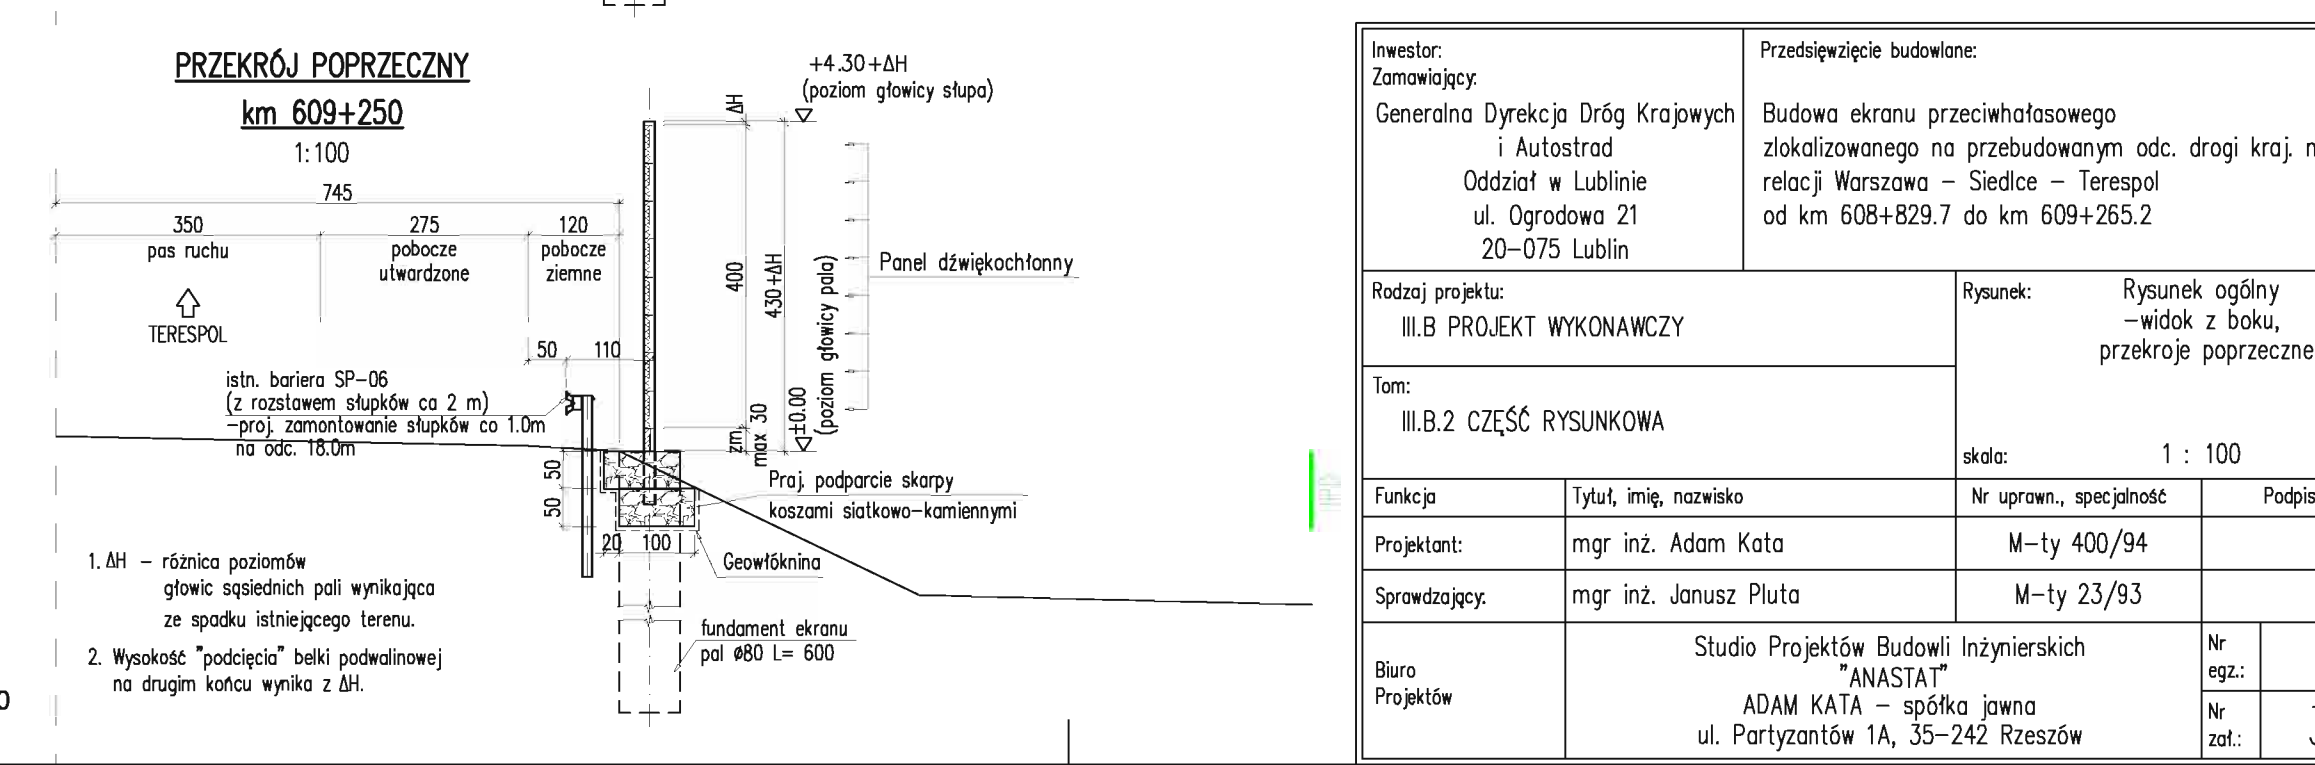 PRZEKRÓJ POPRZECZNY
km 609+250
1:100
745
350
275
120
pas ruchu
pobocze
utwardzone
pobocze
ziemne
TERESPOL
50
110
istn. bariera SP-06
(z rozstawem słupków ca 2 m)
-proj. zamontowanie słupków co 1.0m
na odc. 18.0m
+4.30+ΔH
(poziom głowicy słupa)
ΔH
400
430+ΔH
zm.
max 30
±0.00
(poziom głowicy pala)
Panel dźwiękochłonny
50
50
20
100
Praj. podparcie skarpy
koszami siatkowo-kamiennymi
Geowłóknina
fundament ekranu
pal ø80 L= 600
1. ΔH – różnica poziomów
głowic sąsiednich pali wynikająca
ze spadku istniejącego terenu.
2. Wysokość "podcięcia" belki podwalinowej
na drugim końcu wynika z ΔH.
Inwestor:
Zamawiający:
Generalna Dyrekcja Dróg Krajowych
i Autostrad
Oddział w Lublinie
ul. Ogrodowa 21
20-075 Lublin
Przedsięwzięcie budowlane:
Budowa ekranu przeciwhałasowego
zlokalizowanego na przebudowanym odc. drogi kraj.
relacji Warszawa – Siedlce – Terespol
od km 608+829.7 do km 609+265.2
Rodzaj projektu:
III.B PROJEKT WYKONAWCZY
Rysunek:
Rysunek ogólny
-widok z boku,
przekroje poprzeczne
Tom:
III.B.2 CZĘŚĆ RYSUNKOWA
skala:
1 : 100
Funkcja
Tytuł, imię, nazwisko
Nr uprawn., specjalność
Podpis
Projektant:
mgr inż. Adam Kata
M-ty 400/94
Sprawdzający:
mgr inż. Janusz Pluta
M-ty 23/93
Biuro
Projektów
Studio Projektów Budowli Inżynierskich
"ANASTAT"
ADAM KATA – spółka jawna
ul. Partyzantów 1A, 35-242 Rzeszów
Nr
egz.:
Nr
zał.: